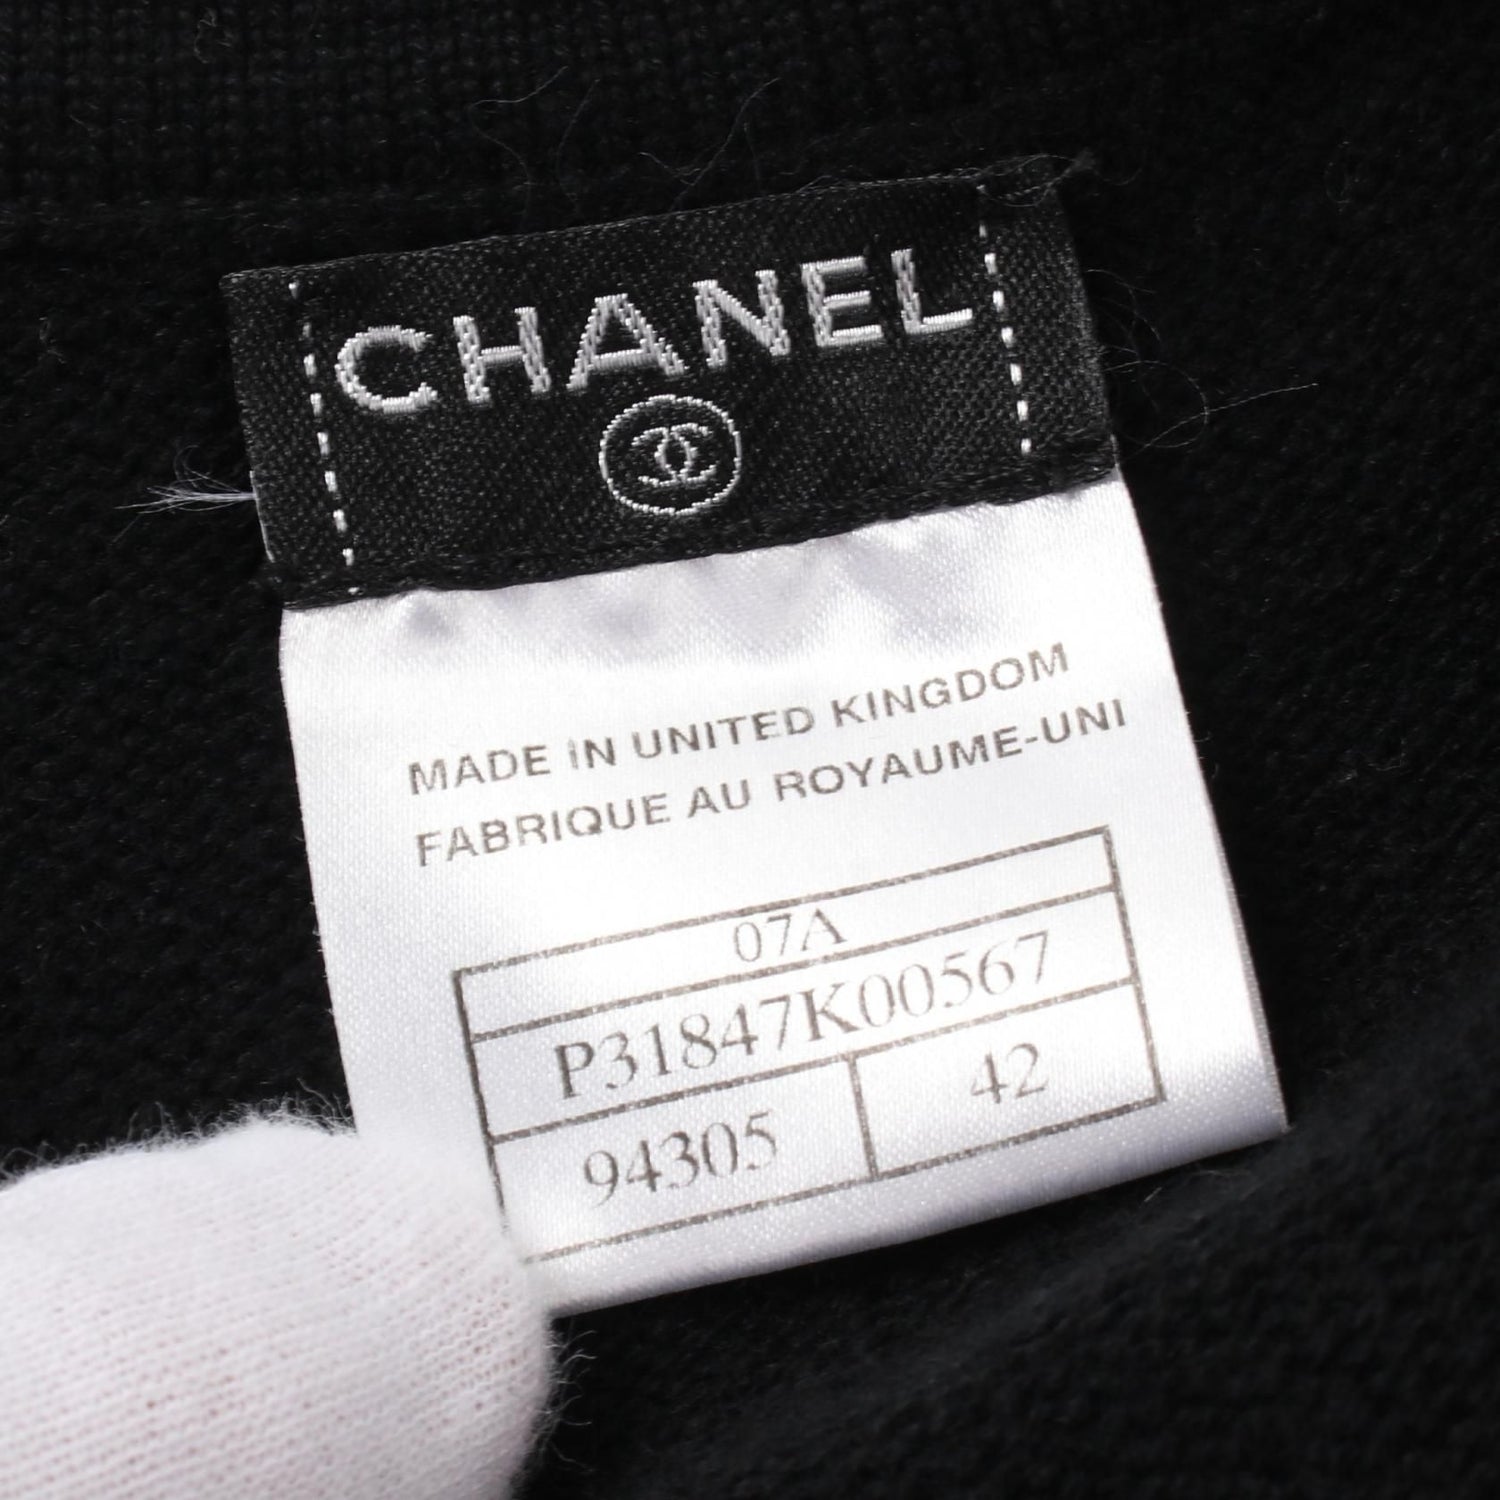 CHANEL
MADE IN UNITED KINGDOM
FABRIQUE AU ROYAUME-UNI
07A
P31847K00567
94305 42